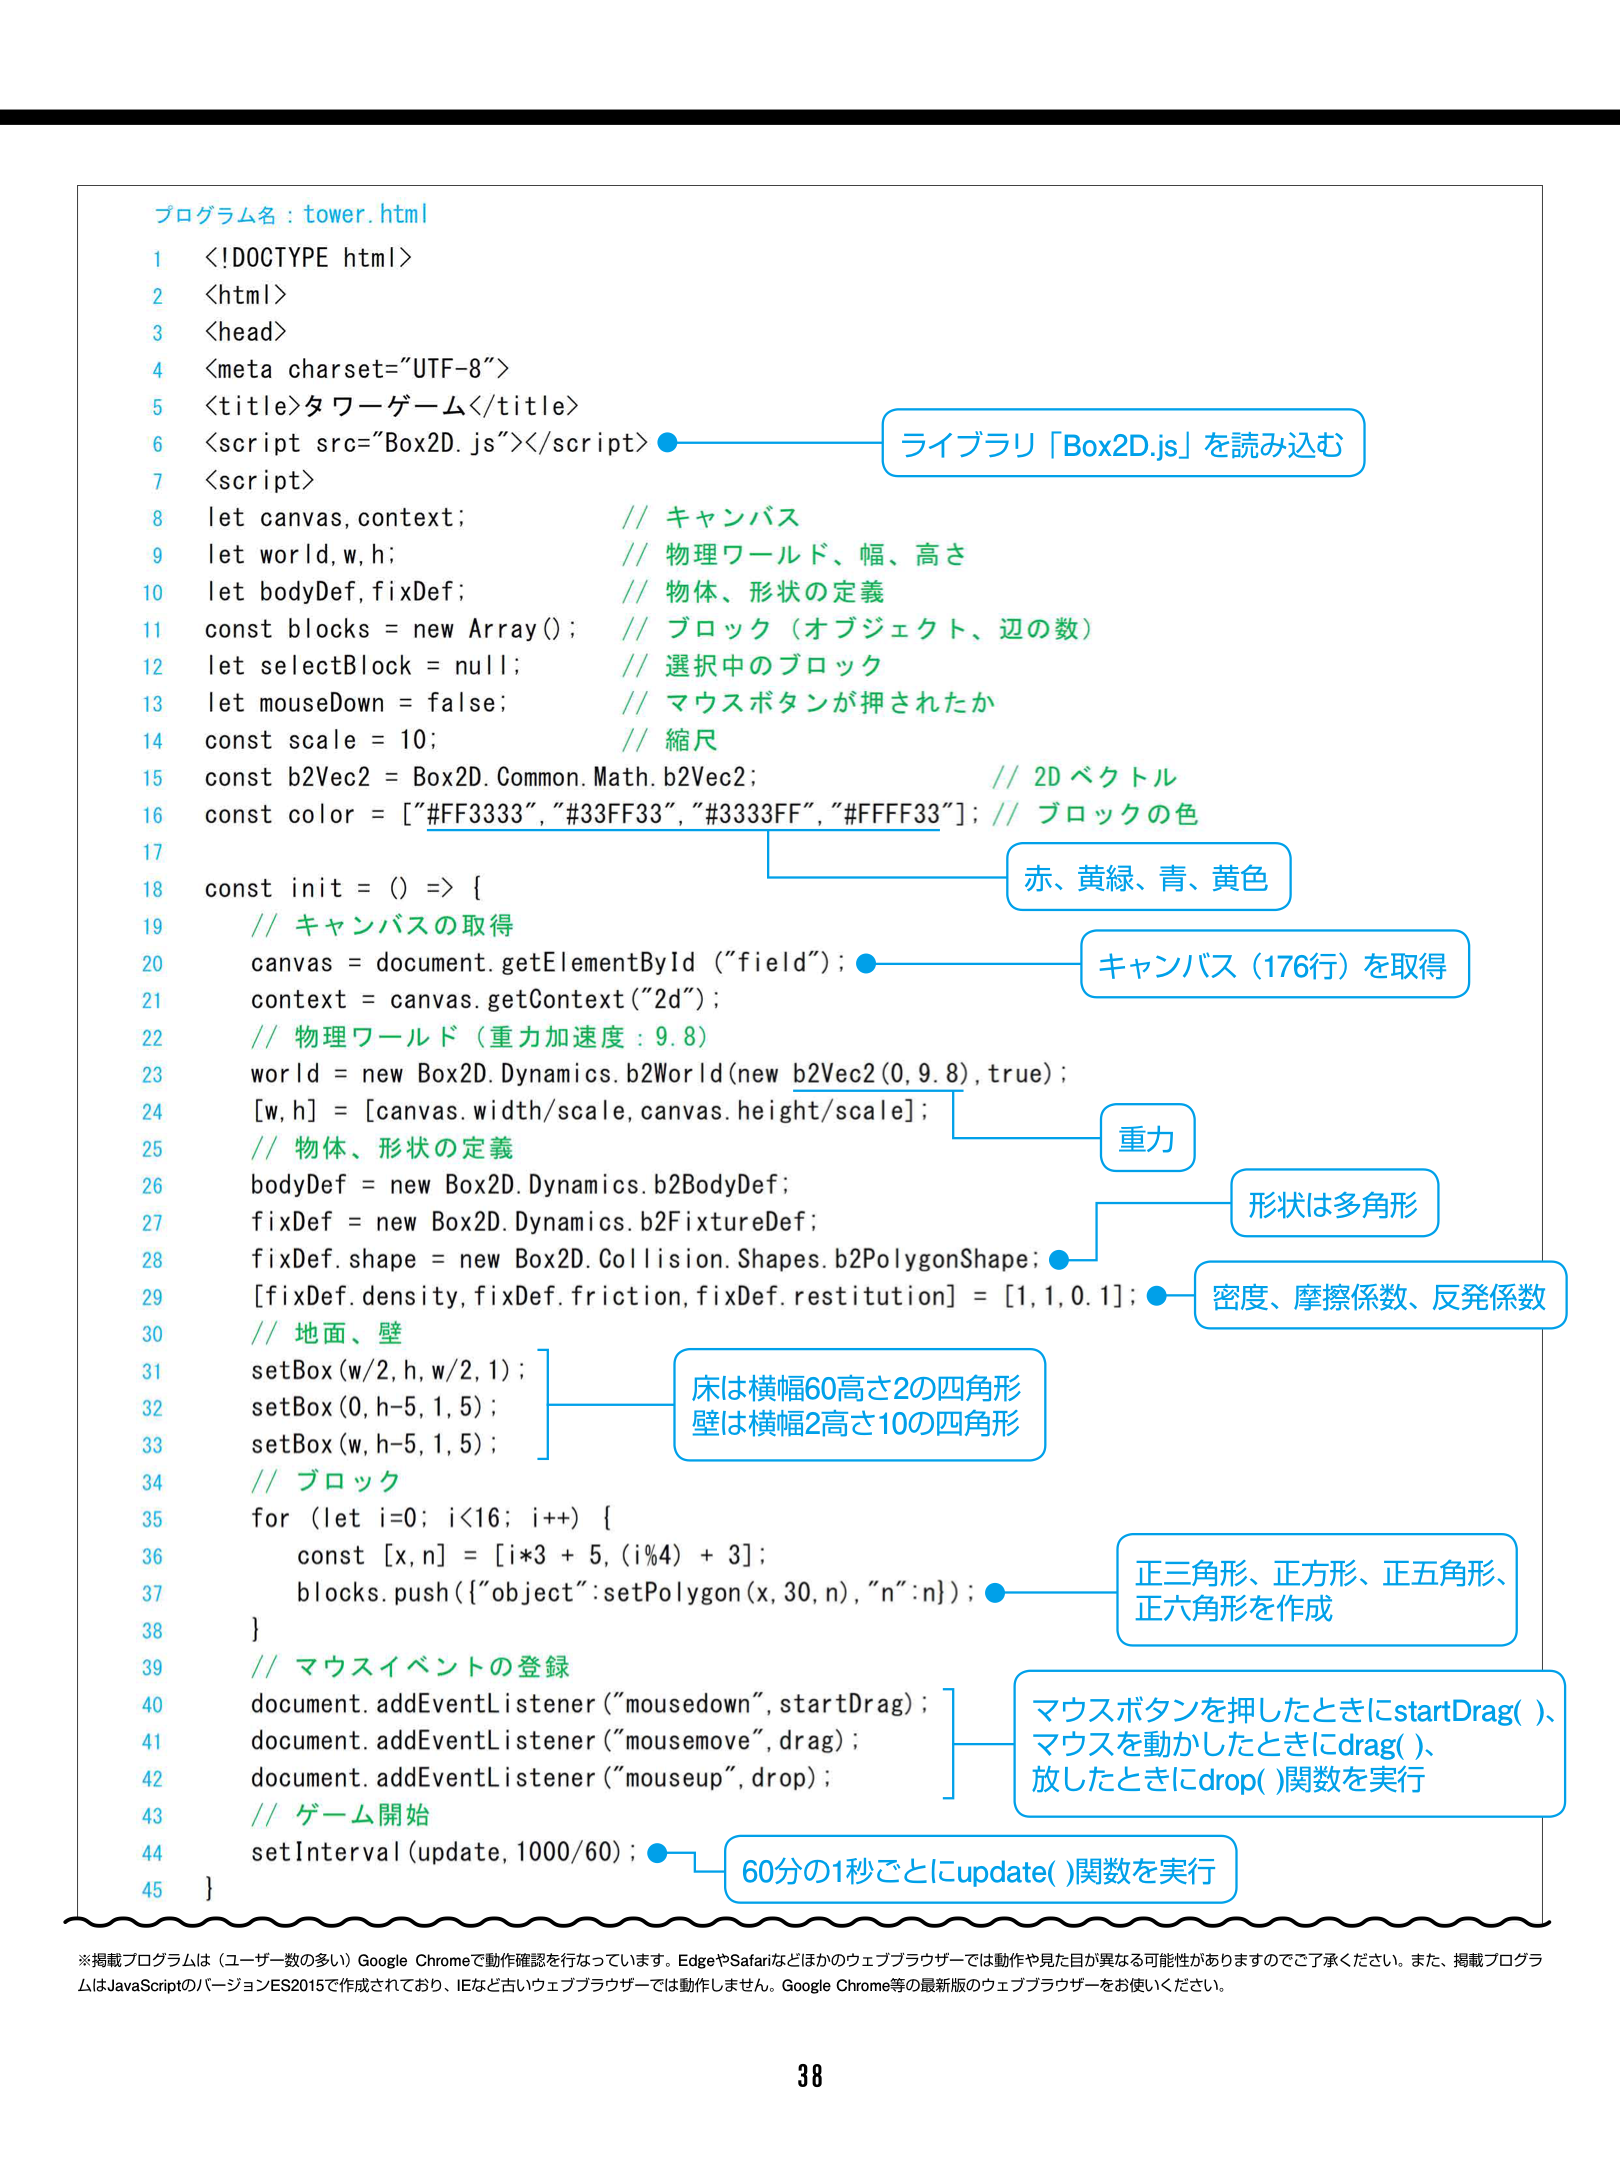 プログラム名：tower.html
1 <!DOCTYPE html>
2 <html>
3 <head>
4 <meta charset="UTF-8">
5 <title>タワーゲーム</title>
6 <script src="Box2D.js"></script>
ライブラリ「Box2D.js」を読み込む
7 <script>
8 let canvas,context; // キャンバス
9 let world,w,h; // 物理ワールド、幅、高さ
10 let bodyDef,fixDef; // 物体、形状の定義
11 const blocks = new Array(); // ブロック（オブジェクト、辺の数）
12 let selectBlock = null; // 選択中のブロック
13 let mouseDown = false; // マウスボタンが押されたか
14 const scale = 10; // 縮尺
15 const b2Vec2 = Box2D.Common.Math.b2Vec2; // 2Dベクトル
16 const color = ["#FF3333","#33FF33","#3333FF","#FFFF33"]; // ブロックの色
17
赤、黄緑、青、黄色
18 const init = () => {
19 // キャンバスの取得
20 canvas = document.getElementById ("field");
キャンバス（176行）を取得
21 context = canvas.getContext("2d");
22 // 物理ワールド（重力加速度：9.8）
23 world = new Box2D.Dynamics.b2World(new b2Vec2(0,9.8),true);
24 [w,h] = [canvas.width/scale,canvas.height/scale];
重力
25 // 物体、形状の定義
26 bodyDef = new Box2D.Dynamics.b2BodyDef;
27 fixDef = new Box2D.Dynamics.b2FixtureDef;
形状は多角形
28 fixDef.shape = new Box2D.Collision.Shapes.b2PolygonShape;
29 [fixDef.density,fixDef.friction,fixDef.restitution] = [1,1,0.1];
密度、摩擦係数、反発係数
30 // 地面、壁
31 setBox(w/2,h,w/2,1);
32 setBox(0,h-5,1,5);
33 setBox(w,h-5,1,5);
床は横幅60高さ2の四角形
壁は横幅2高さ10の四角形
34 // ブロック
35 for (let i=0; i<16; i++) {
36 const [x,n] = [i*3 + 5,(i%4) + 3];
37 blocks.push({"object":setPolygon(x,30,n),"n":n});
正三角形、正方形、正五角形、
正六角形を作成
38 }
39 // マウスイベントの登録
40 document.addEventListener("mousedown",startDrag);
41 document.addEventListener("mousemove",drag);
42 document.addEventListener("mouseup",drop);
マウスボタンを押したときにstartDrag( )、
マウスを動かしたときにdrag( )、
放したときにdrop( )関数を実行
43 // ゲーム開始
44 setInterval(update,1000/60);
60分の1秒ごとにupdate( )関数を実行
45 }
※掲載プログラムは（ユーザー数の多い）Google Chromeで動作確認を行なっています。EdgeやSafariなどほかのウェブブラウザーでは動作や見た目が異なる可能性がありますのでご了承ください。また、掲載プログラ
ムはJavaScriptのバージョンES2015で作成されており、IEなど古いウェブブラウザーでは動作しません。Google Chrome等の最新版のウェブブラウザーをお使いください。
38